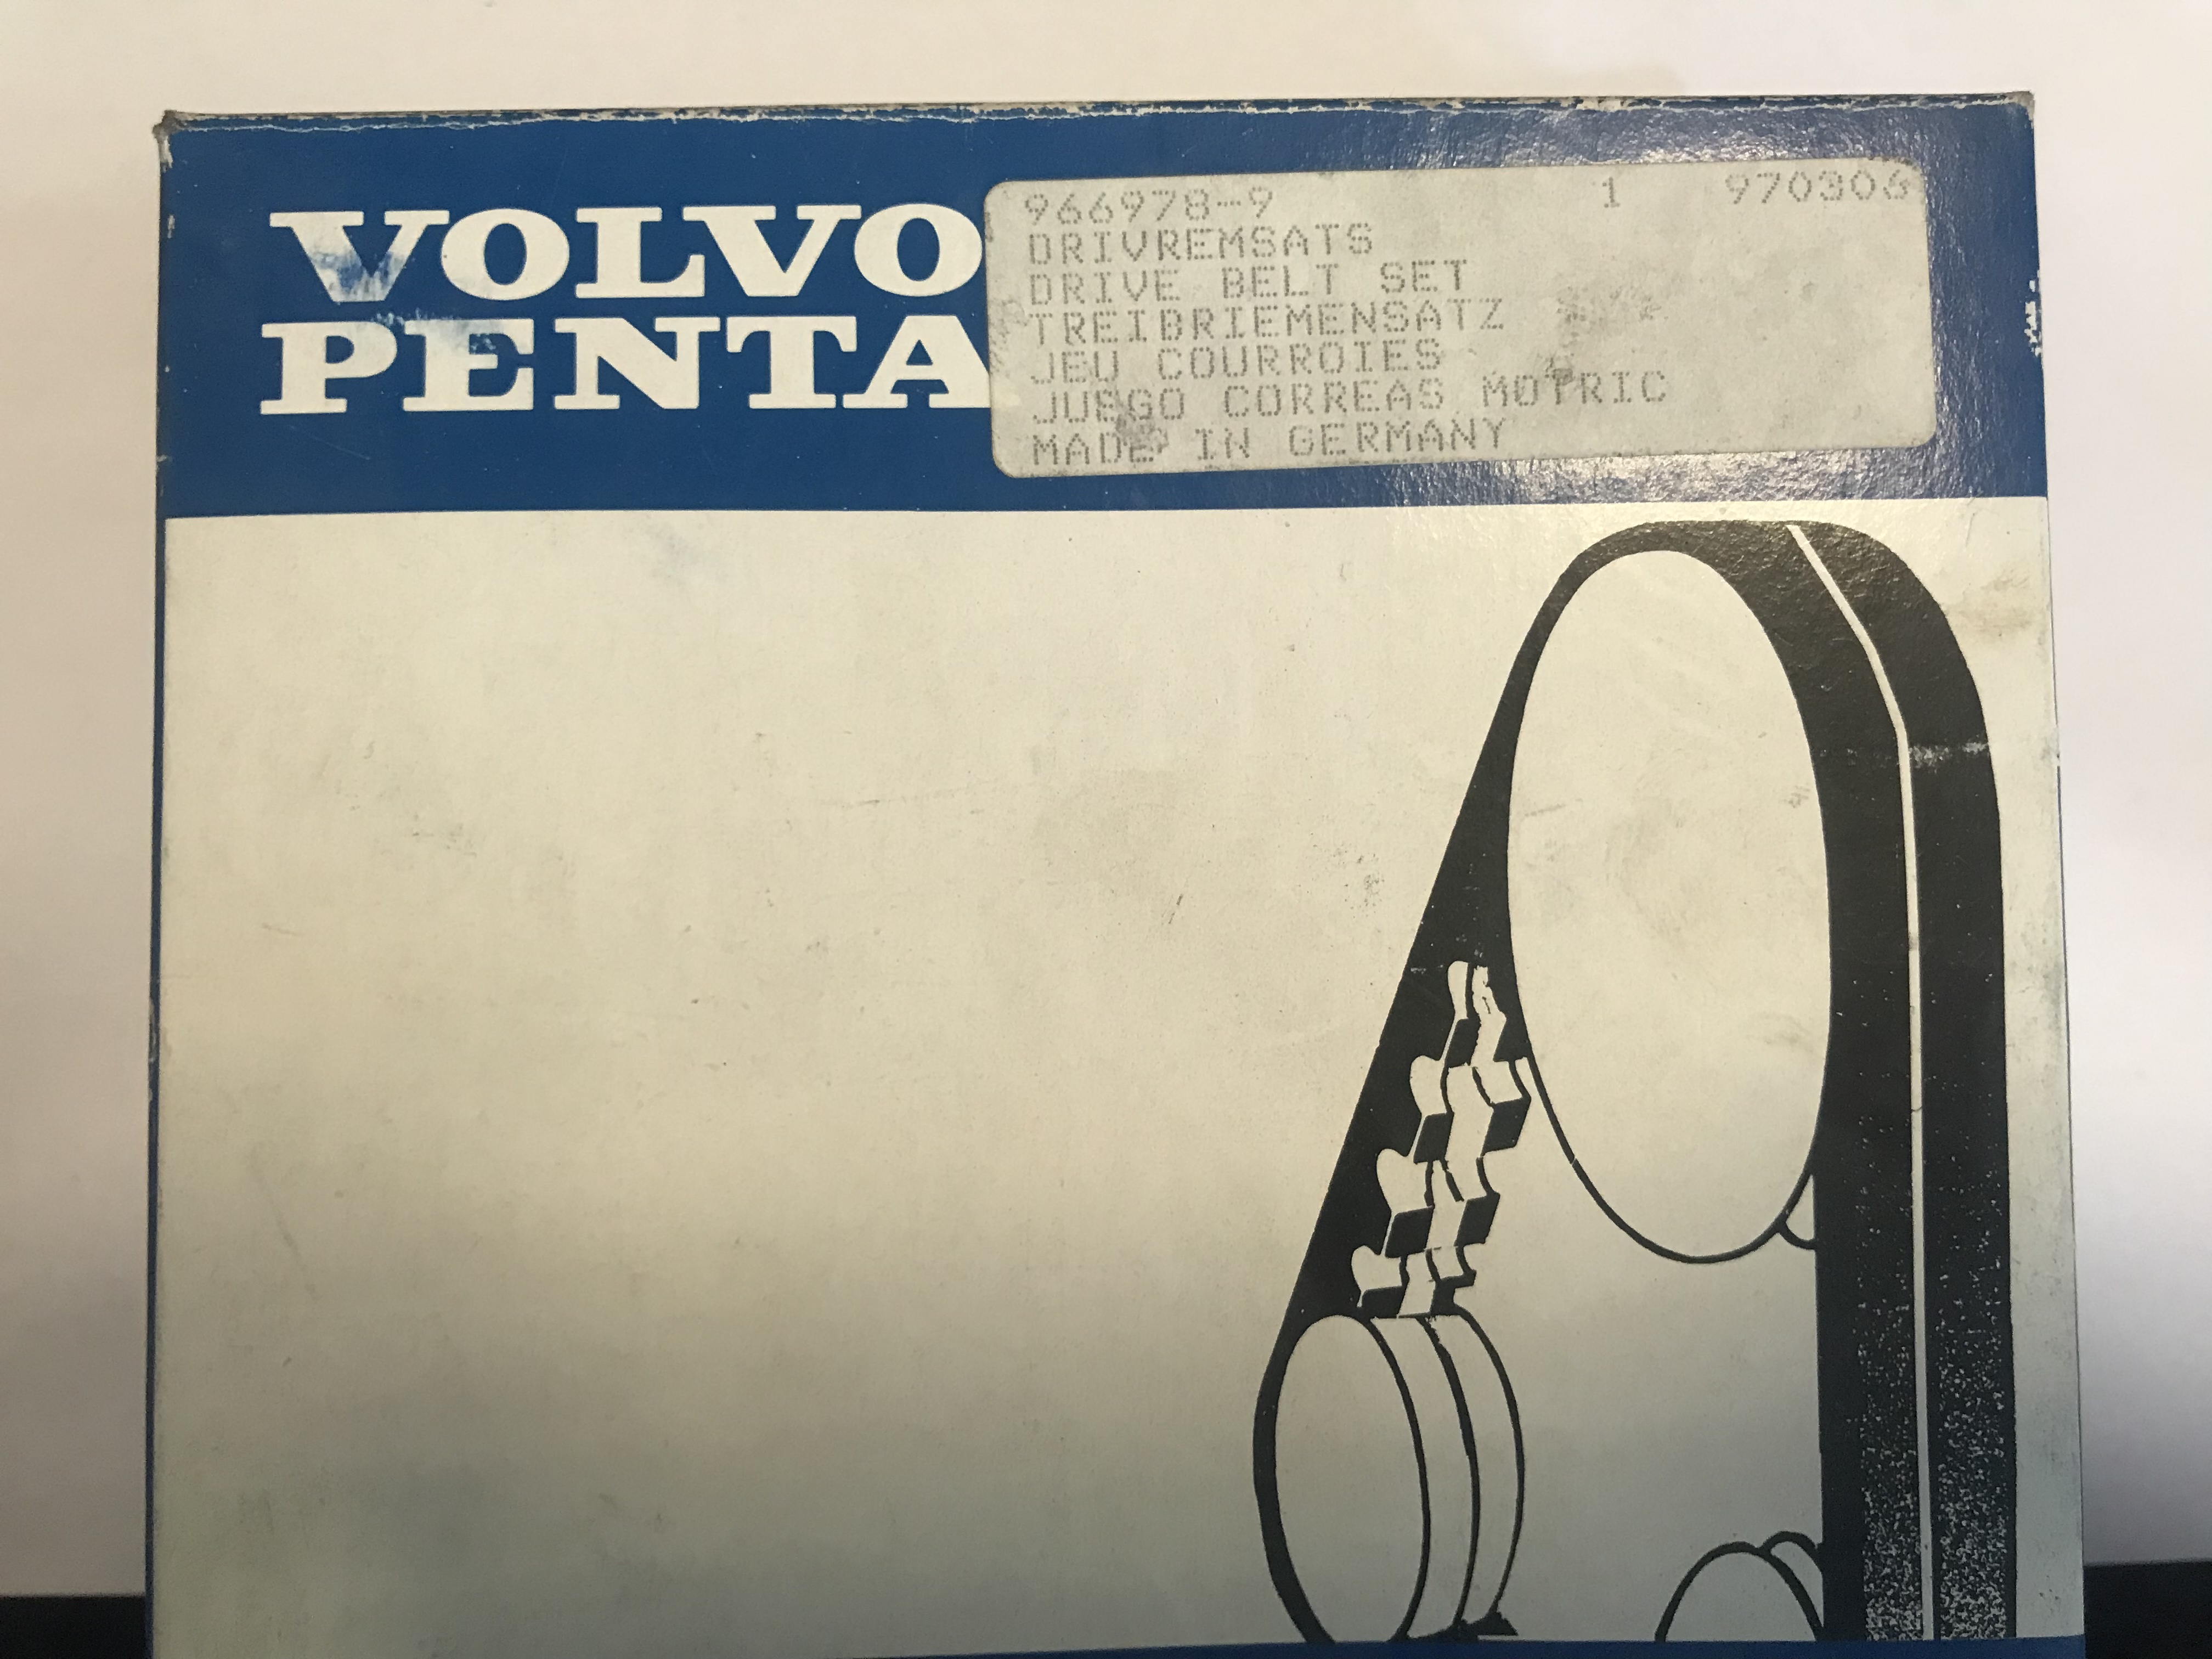 VOLVO
PENTA
966978-9 1 970306
DRIVREMSATS
DRIVE BELT SET
TREIBRIEMENSATZ
JEU COURROIES
JUEGO CORREAS MOTRIC
MADE IN GERMANY